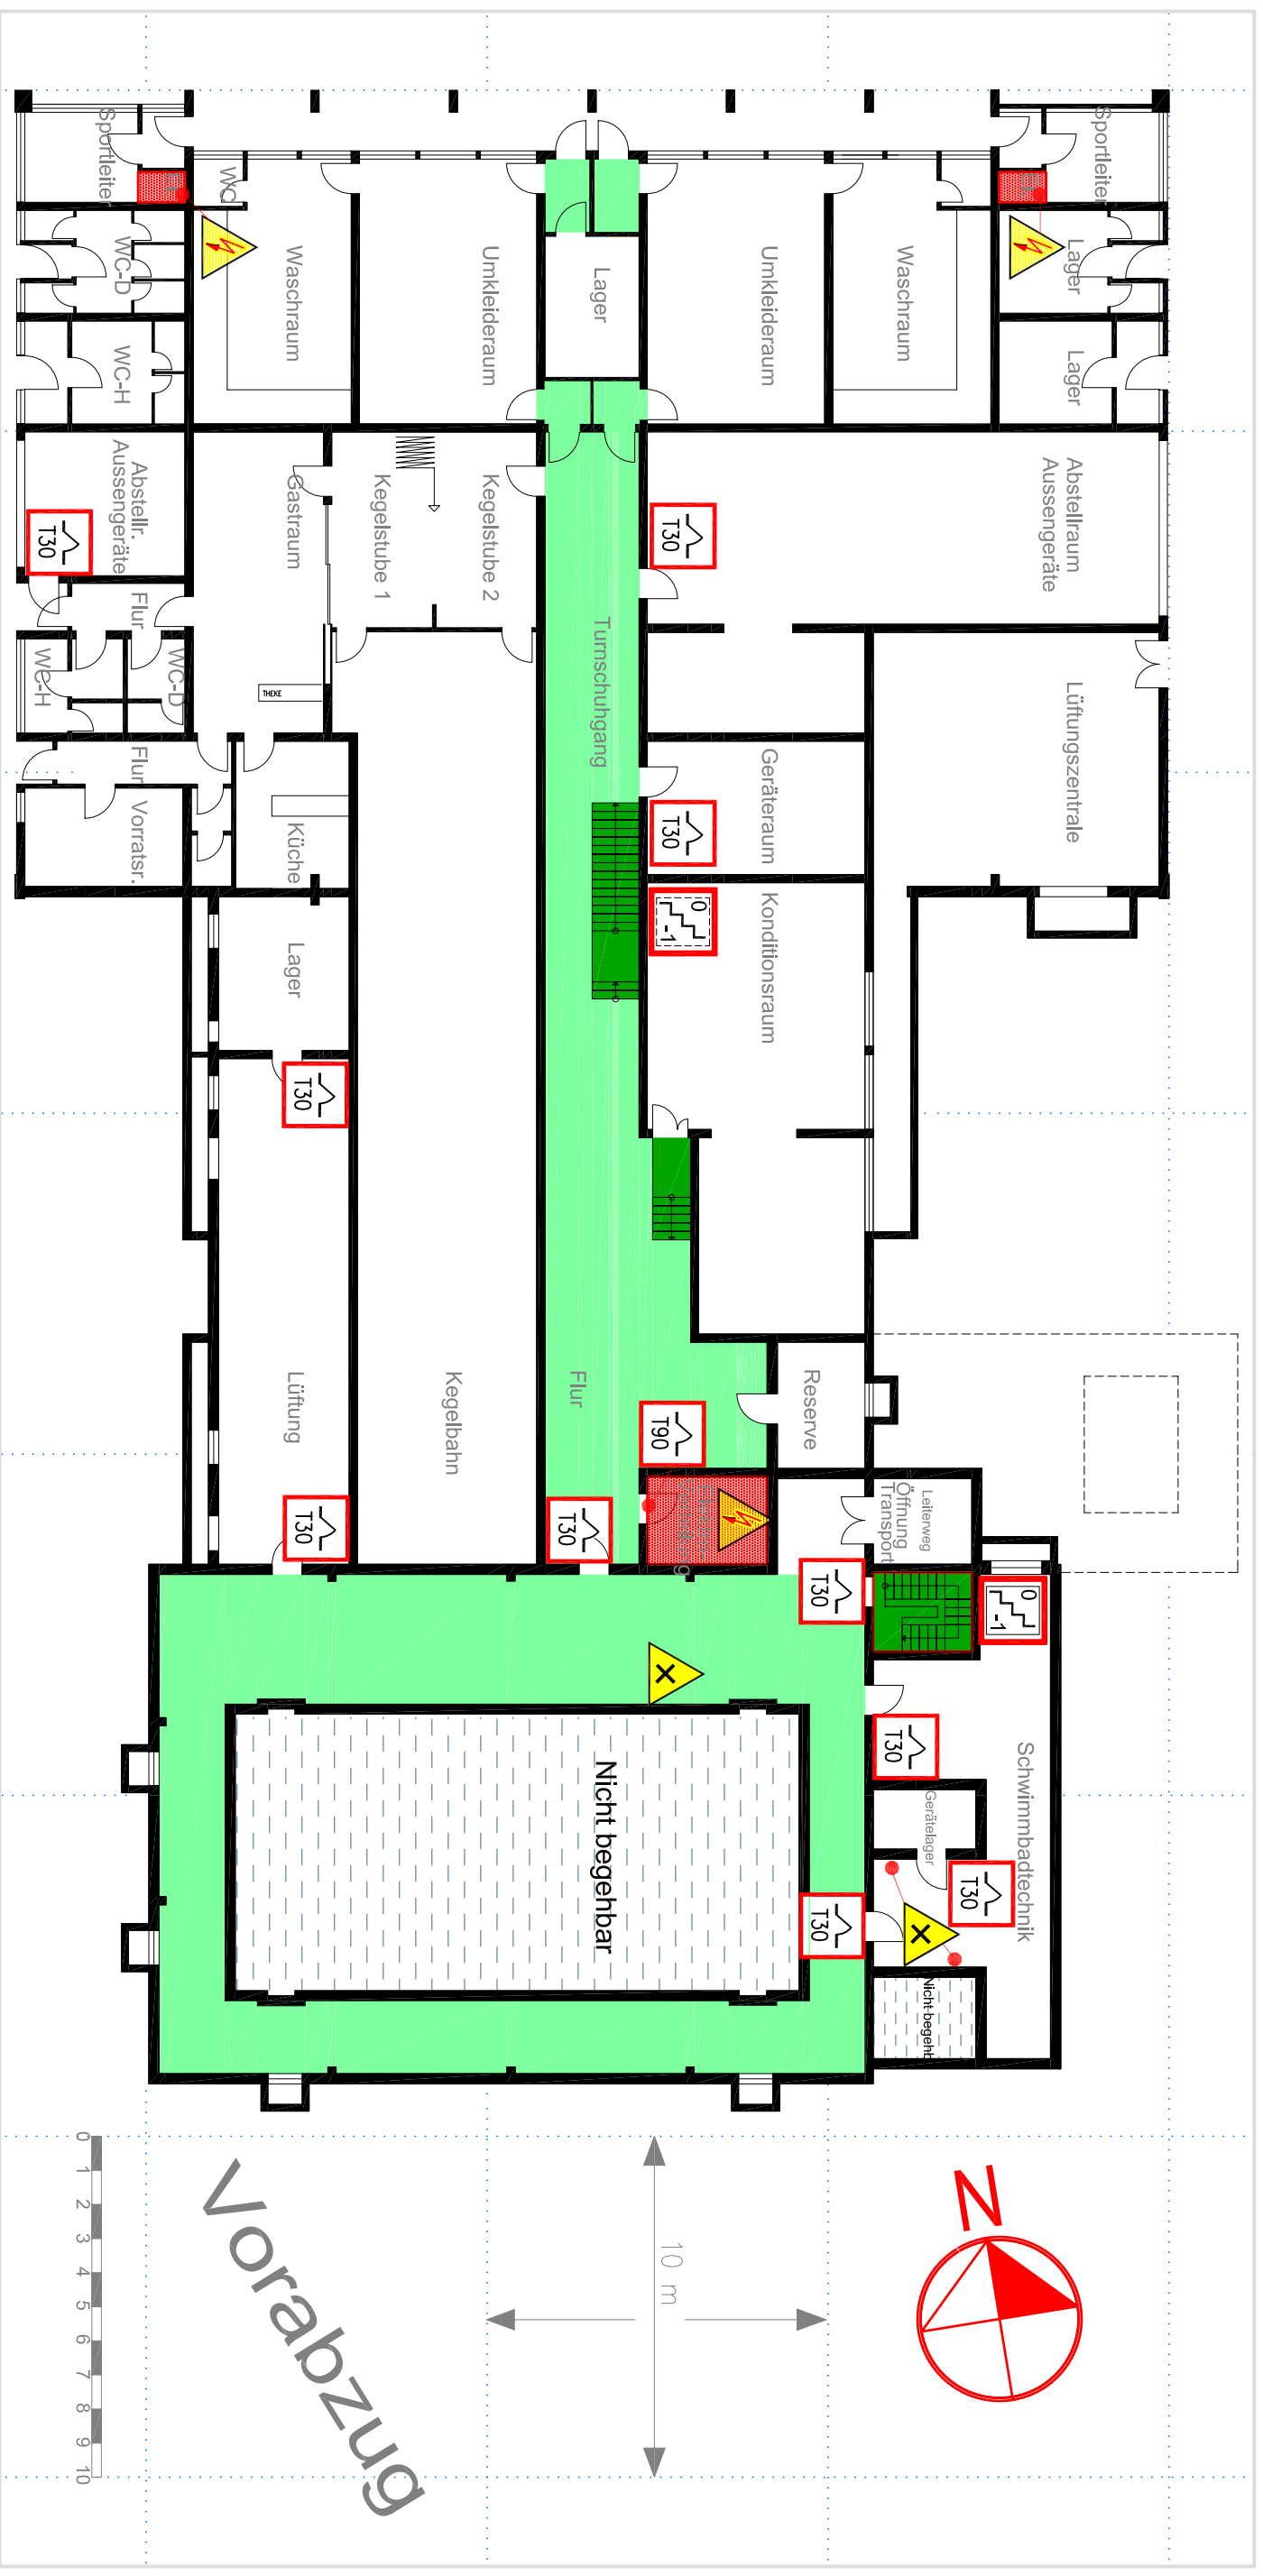 Sportleiter
WC
Waschraum
Umkleideraum
Lager
Umkleideraum
Waschraum
Sportleiter
WC-D
WC-H
Lager
Lager
Abstellr.
Aussengeräte
T30
Gastraum
Kegelstube 1
Kegelstube 2
Turnschuhgang
T30
Abstellraum
Aussengeräte
Flur
WC-D
WC-H
THEKE
Lüftungszentrale
Flur
Vorratsr.
Küche
Geräteraum
T30
Konditionsraum
0
-1
Lager
T30
Lüftung
Kegelbahn
Flur
Reserve
T90
T30
T30
Leiterweg
Öffnung
Transport
T30
0
-1
T30
Schwimmbadtechnik
Gerätelager
T30
T30
Nicht begehbar
Nicht begehb
N
10 m
Vorabzug
0 1 2 3 4 5 6 7 8 9 10